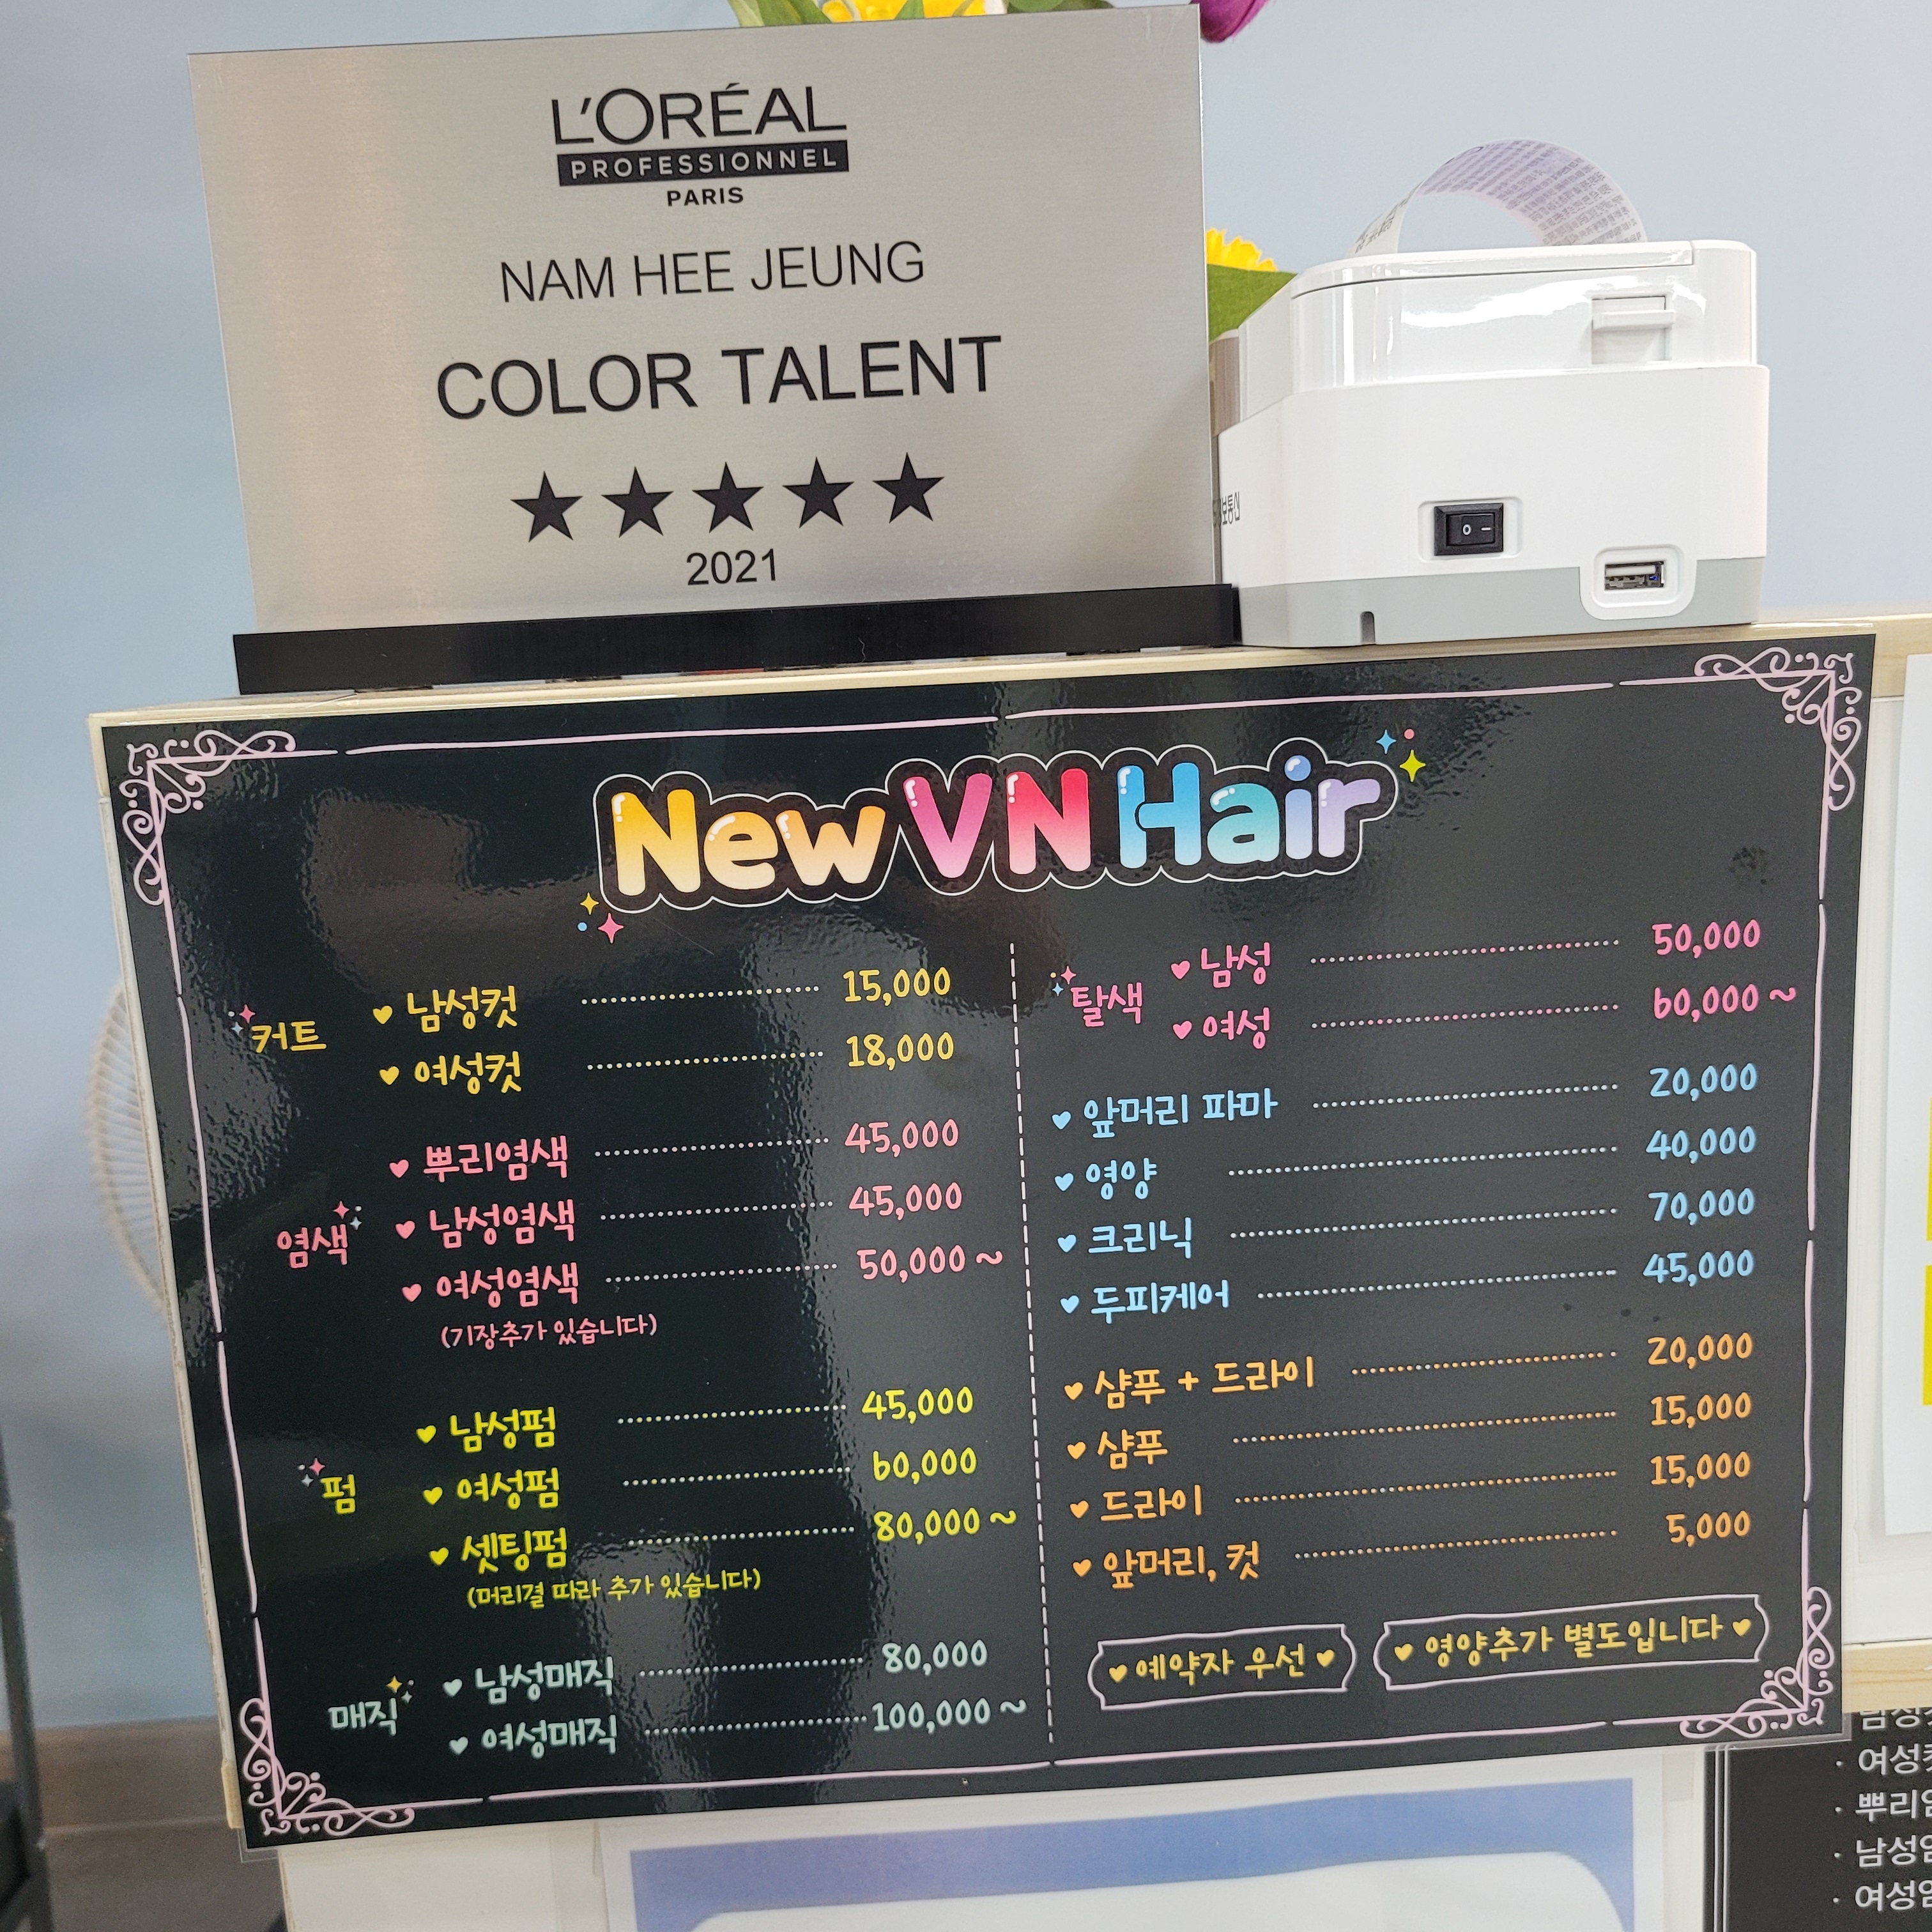 L'ORÉAL
PROFESSIONNEL
PARIS
NAM HEE JEUNG
COLOR TALENT
★★★★★
2021
New VN Hair
커트
♥ 남성컷 15,000
♥ 여성컷 18,000
염색
♥ 뿌리염색 45,000
♥ 남성염색 45,000
♥ 여성염색 50,000 ~
(기장추가 있습니다)
펌
♥ 남성펌 45,000
♥ 여성펌 60,000
♥ 셋팅펌 80,000 ~
(머리결 따라 추가 있습니다)
매직
♥ 남성매직 80,000
♥ 여성매직 100,000 ~
탈색
♥ 남성 50,000
♥ 여성 60,000 ~
♥ 앞머리 파마 20,000
♥ 영양 40,000
♥ 크리닉 70,000
♥ 두피케어 45,000
♥ 샴푸 + 드라이 20,000
♥ 샴푸 15,000
♥ 드라이 15,000
♥ 앞머리, 컷 5,000
♥ 예약자 우선 ♥
♥ 영양추가 별도입니다 ♥
· 여성
· 뿌리
· 남성
· 여성